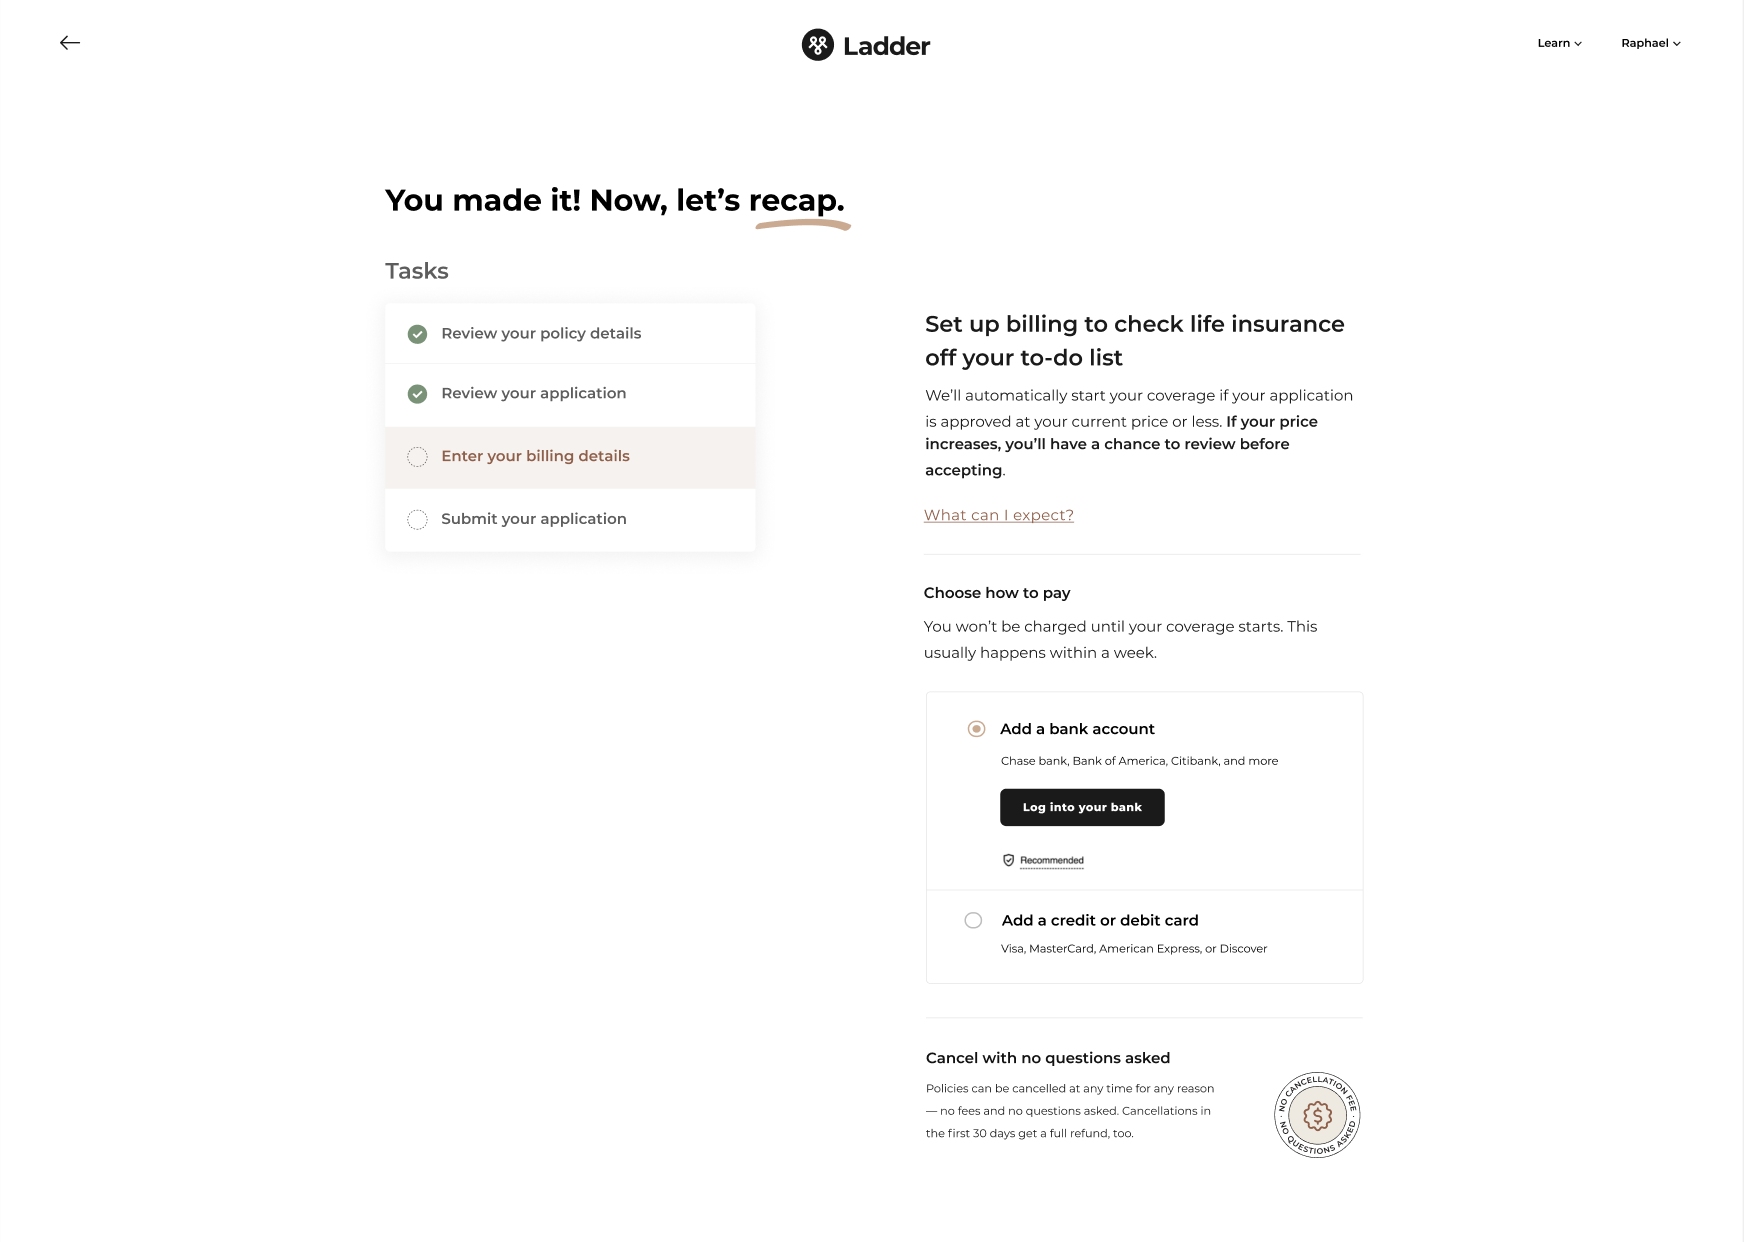 Ladder
Learn
Raphael
You made it! Now, let’s recap.
Tasks
Review your policy details
Review your application
Enter your billing details
Submit your application
Set up billing to check life insurance
off your to-do list
We’ll automatically start your coverage if your application
is approved at your current price or less. If your price
increases, you’ll have a chance to review before
accepting.
What can I expect?
Choose how to pay
You won’t be charged until your coverage starts. This
usually happens within a week.
Add a bank account
Chase bank, Bank of America, Citibank, and more
Log into your bank
Recommended
Add a credit or debit card
Visa, MasterCard, American Express, or Discover
Cancel with no questions asked
Policies can be cancelled at any time for any reason
— no fees and no questions asked. Cancellations in
the first 30 days get a full refund, too.
· NO CANCELLATION FEE ·
NO QUESTIONS ASKED
$